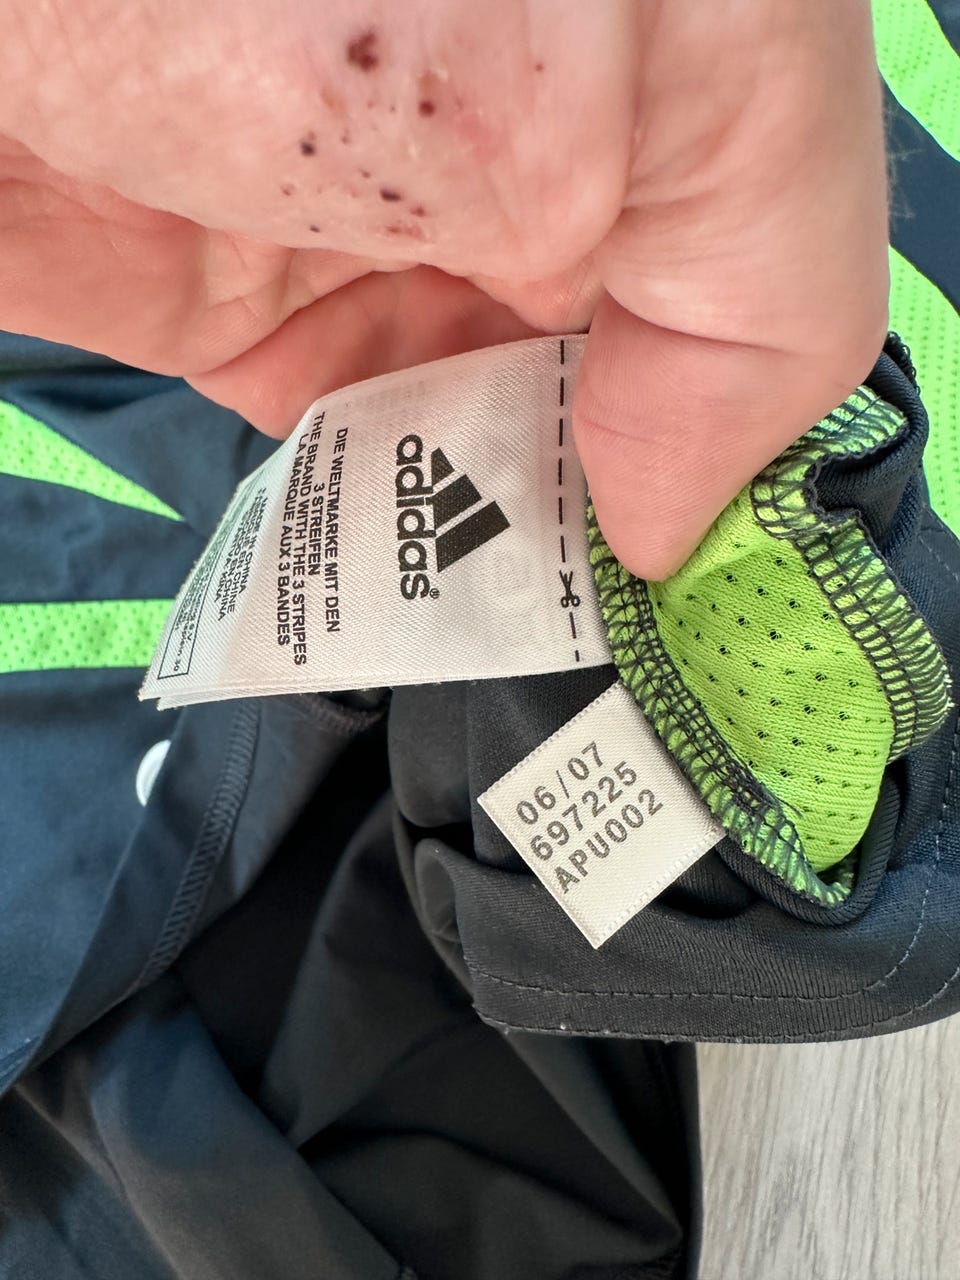 adidas®
DIE WELTMARKE MIT DEN
3 STREIFEN
THE BRAND WITH THE 3 STRIPES
LA MARQUE AUX 3 BANDES
06/07
697225
APU002